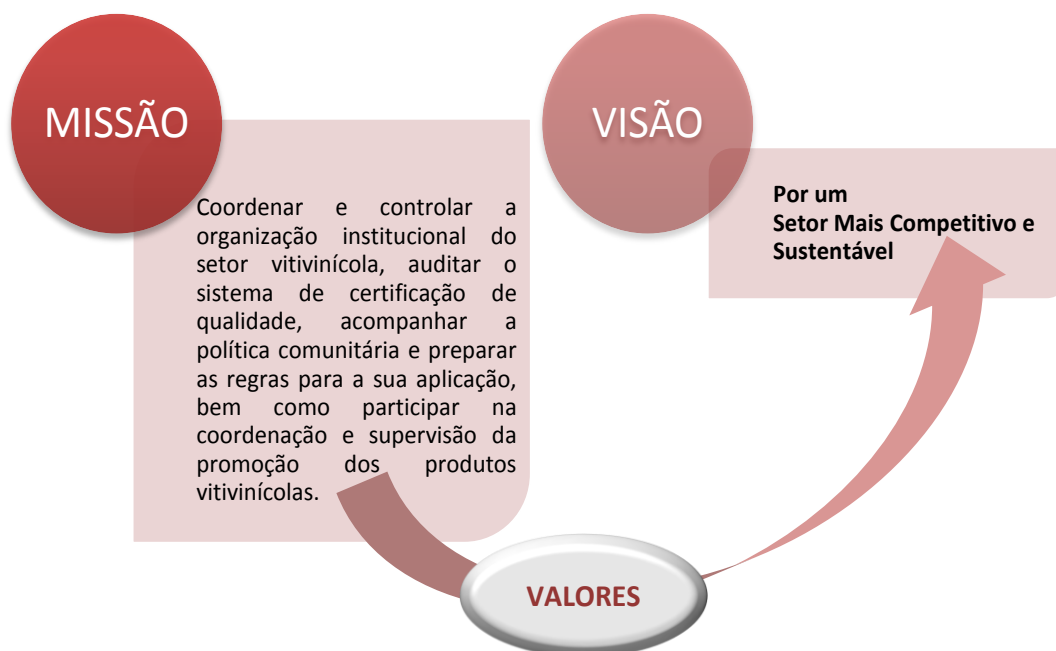 MISSÃO
Coordenar e controlar a
organização institucional do
setor vitivinícola, auditar o
sistema de certificação de
qualidade, acompanhar a
política comunitária e preparar
as regras para a sua aplicação,
bem como participar na
coordenação e supervisão da
promoção dos produtos
vitivinícolas.
VISÃO
Por um
Setor Mais Competitivo e
Sustentável
VALORES